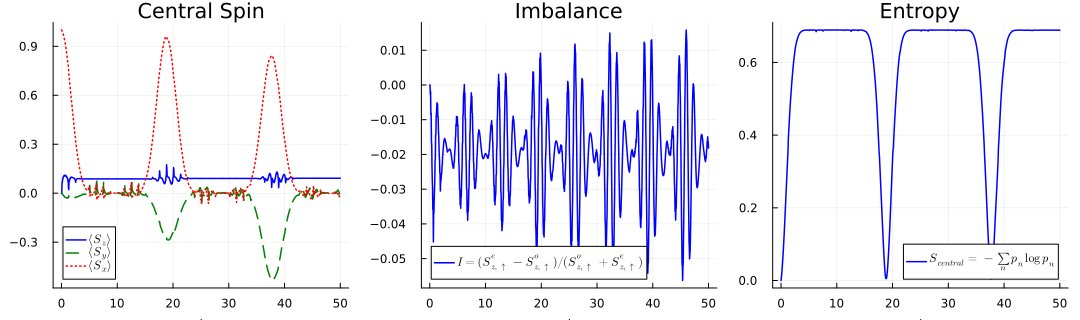 Central Spin
0.9
0.6
0.3
0.0
−0.3
⟨S_z⟩
⟨S_y⟩
⟨S_x⟩
0 10 20 30 40 50
Imbalance
0.01
0.00
−0.01
−0.02
−0.03
−0.04
−0.05
I = (S^e_{z,↑} − S^o_{z,↑})/(S^o_{z,↑} + S^e_{z,↑})
0 10 20 30 40 50
Entropy
0.6
0.4
0.2
0.0
S_{central} = − ∑_n p_n log p_n
0 10 20 30 40 50